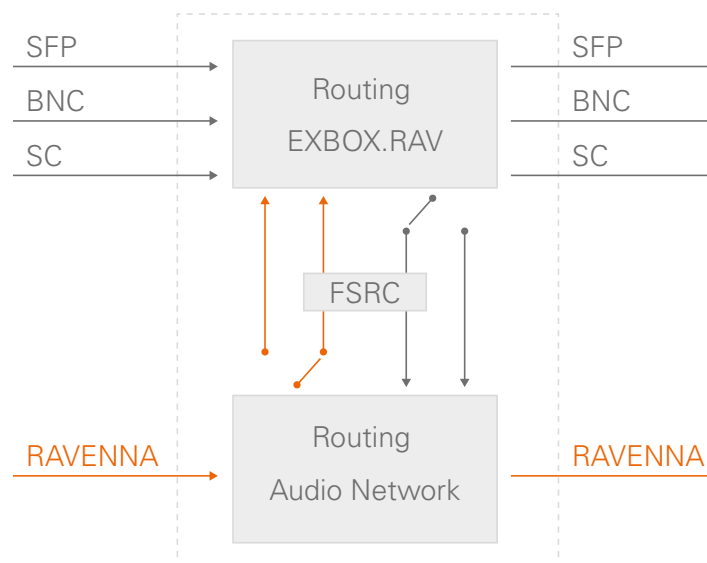 SFP
SFP
BNC
BNC
SC
SC
Routing
EXBOX.RAV
FSRC
Routing
Audio Network
RAVENNA
RAVENNA